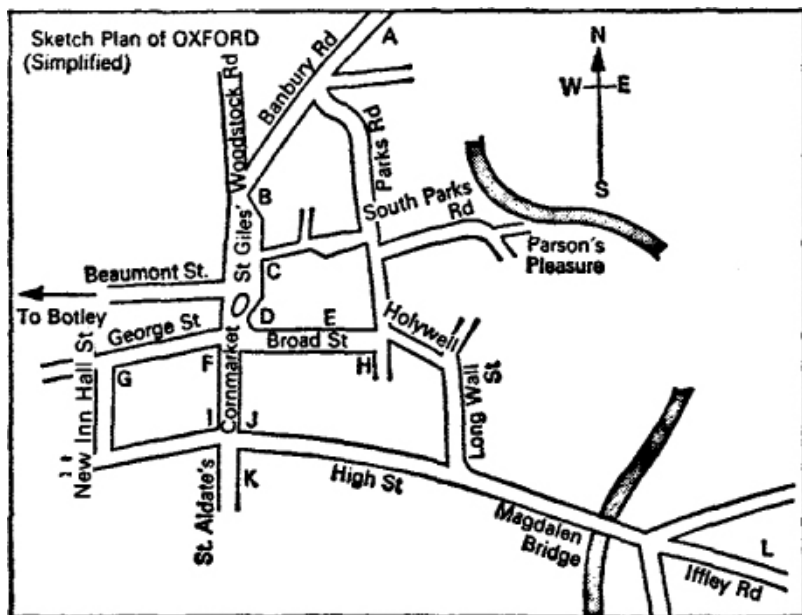 Sketch Plan of OXFORD
(Simplified)
A
N
W E
S
Woodstock Rd
Banbury Rd
Parks Rd
B
South Parks
Rd
Parson's
Pleasure
St Giles'
C
Beaumont St.
To Botley
D
E
George St
Broad St
Holywell
F
G
H
Cornmarket
New Inn Hall St
I
J
Long Wall
St
K
St. Aldate's
High St
Magdalen
Bridge
L
Iffley Rd